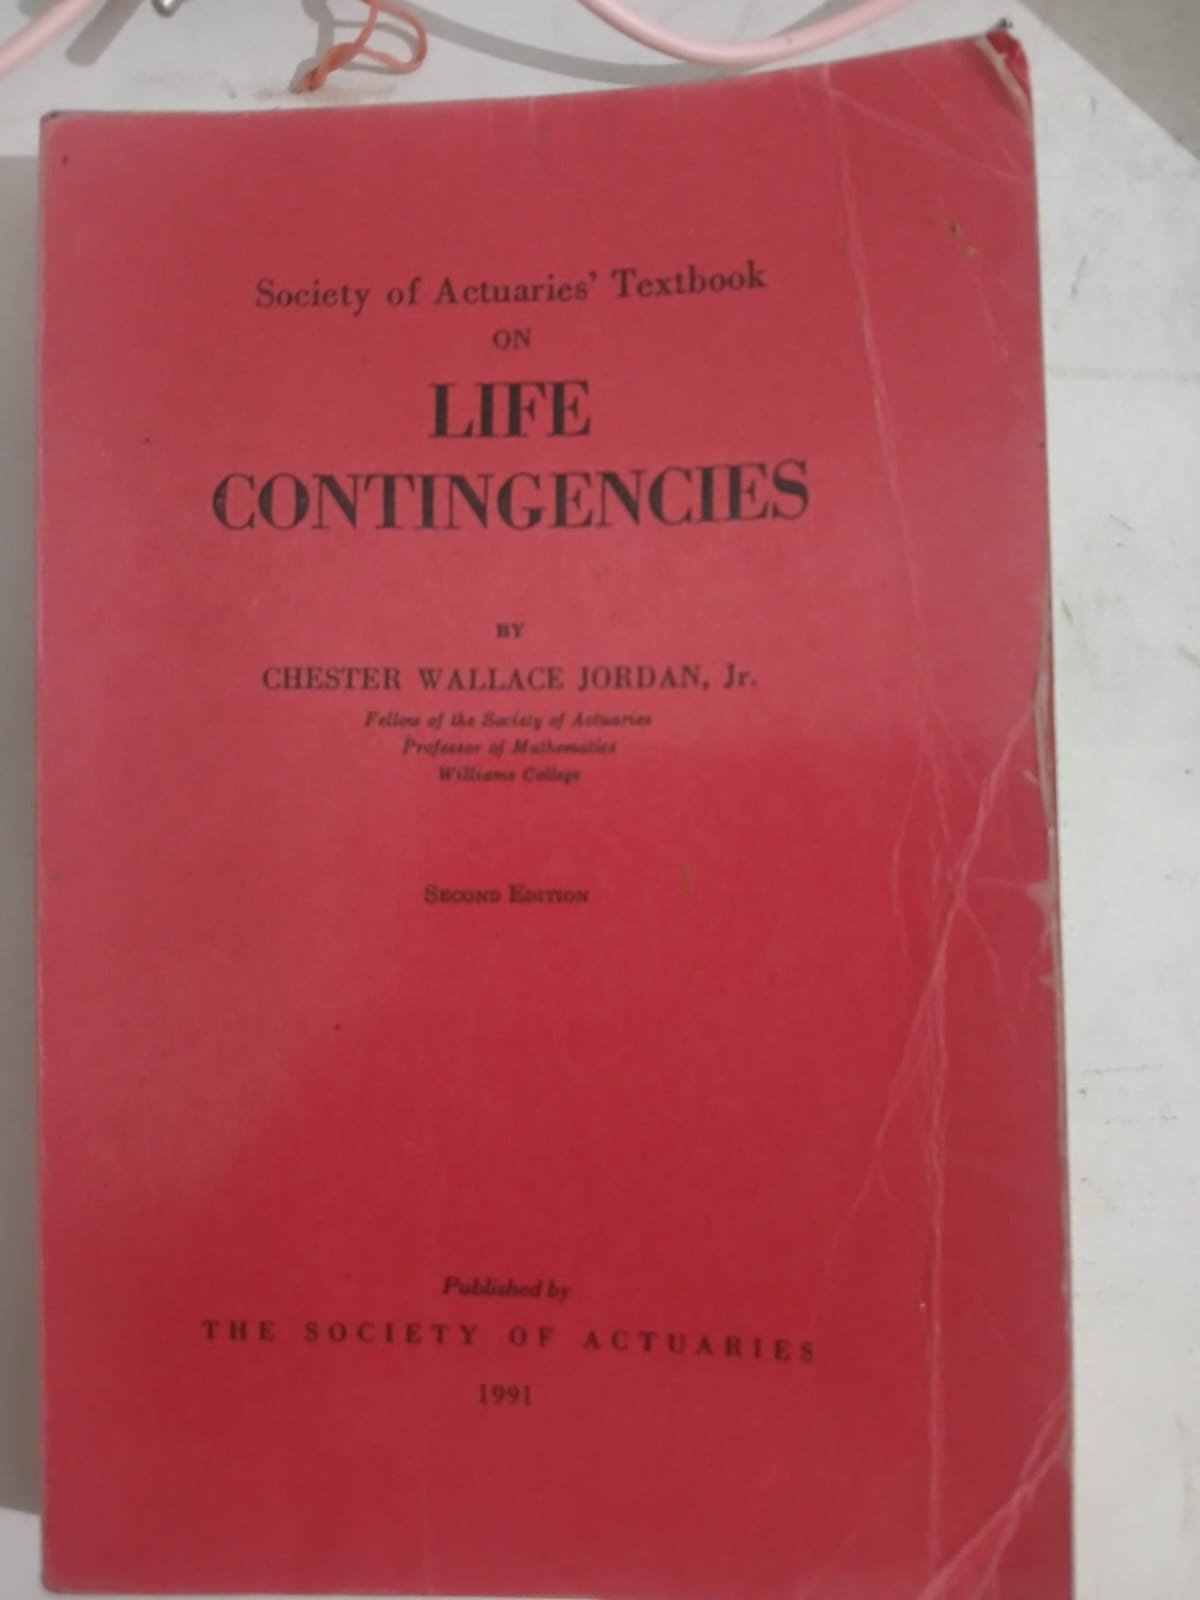 Society of Actuaries' Textbook
ON
LIFE
CONTINGENCIES
BY
CHESTER WALLACE JORDAN, Jr.
Fellow of the Society of Actuaries
Professor of Mathematics
Williams College
SECOND EDITION
Published by
THE SOCIETY OF ACTUARIES
1991